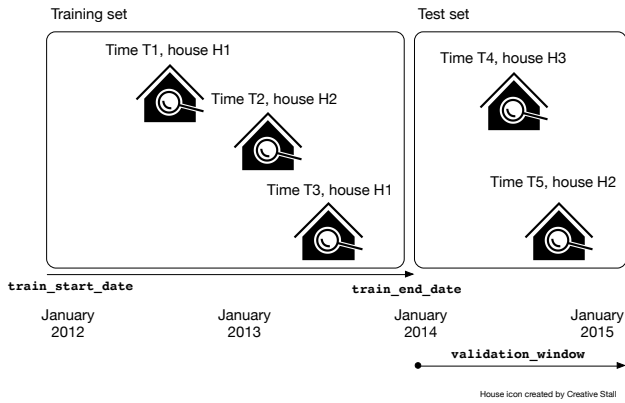 Training set
Test set
Time T1, house H1
Time T4, house H3
Time T2, house H2
Time T3, house H1
Time T5, house H2
train_start_date
train_end_date
January
2012
January
2013
January
2014
January
2015
validation_window
House icon created by Creative Stall